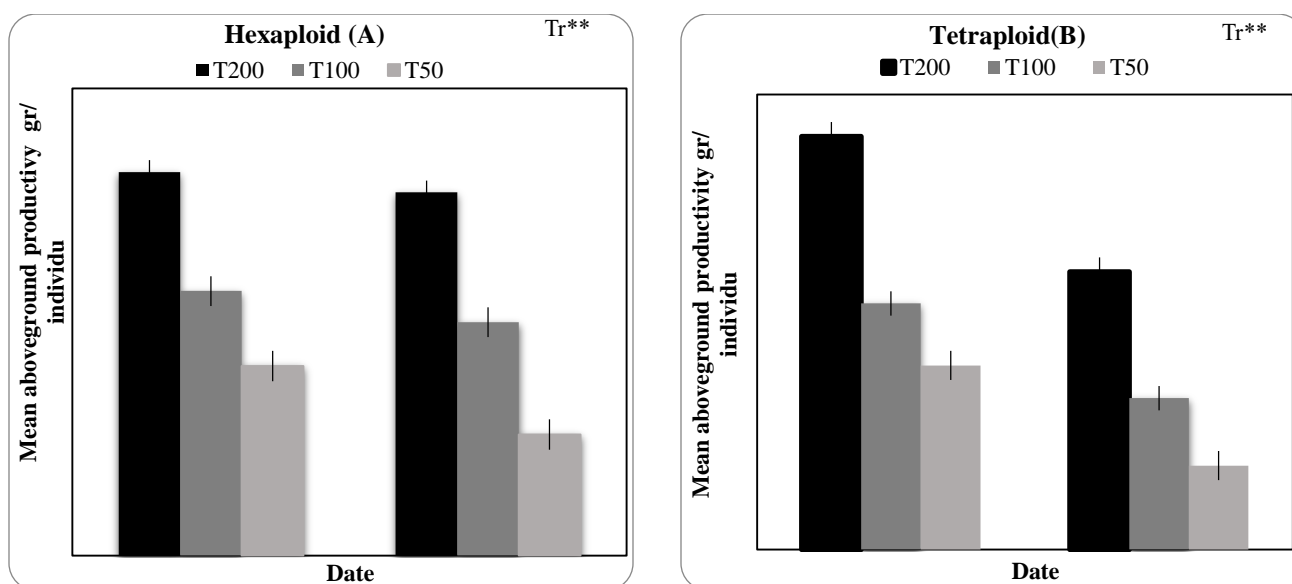 Hexaploid (A)
Tr**
T200 T100 T50
Mean aboveground productivy gr/
individu
Date
Tetraploid(B)
Tr**
T200 T100 T50
Mean aboveground productivity gr/
individu
Date